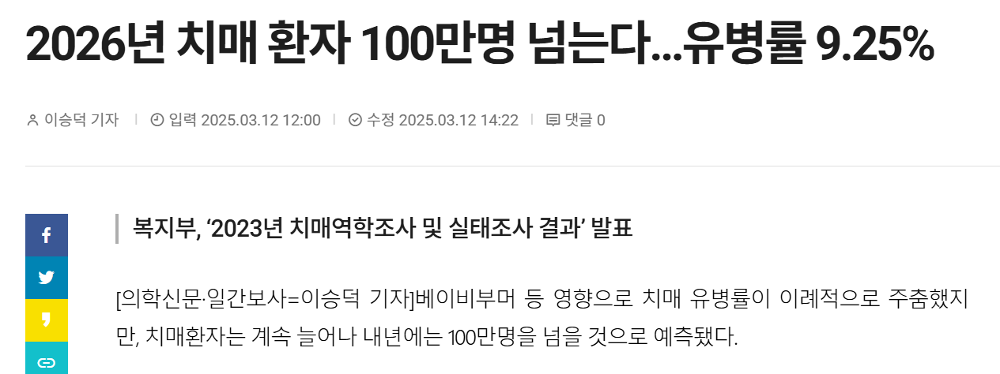 2026년 치매 환자 100만명 넘는다...유병률 9.25%
이승덕 기자 입력 2025.03.12 12:00 수정 2025.03.12 14:22 댓글 0
복지부, ‘2023년 치매역학조사 및 실태조사 결과’ 발표
[의학신문·일간보사=이승덕 기자]베이비부머 등 영향으로 치매 유병률이 이례적으로 주춤했지
만, 치매환자는 계속 늘어나 내년에는 100만명을 넘을 것으로 예측됐다.